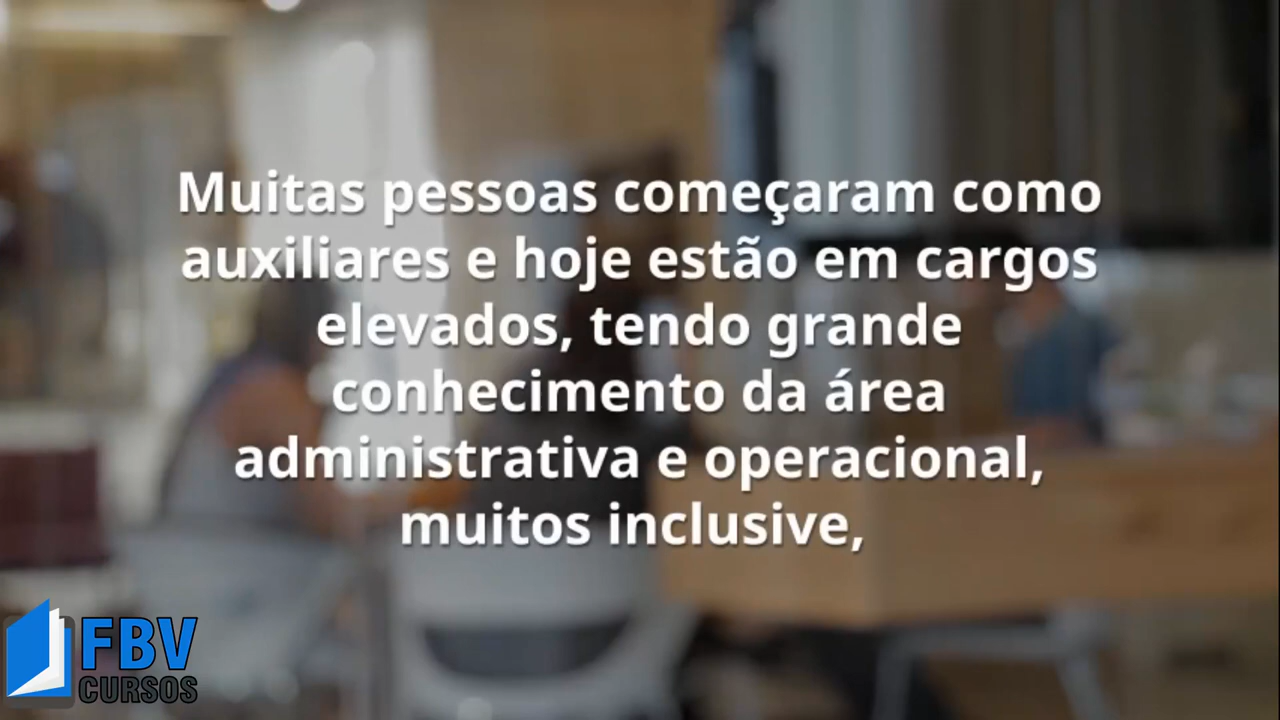 Muitas pessoas começaram como
auxiliares e hoje estão em cargos
elevados, tendo grande
conhecimento da área
administrativa e operacional,
muitos inclusive,
FBV
CURSOS